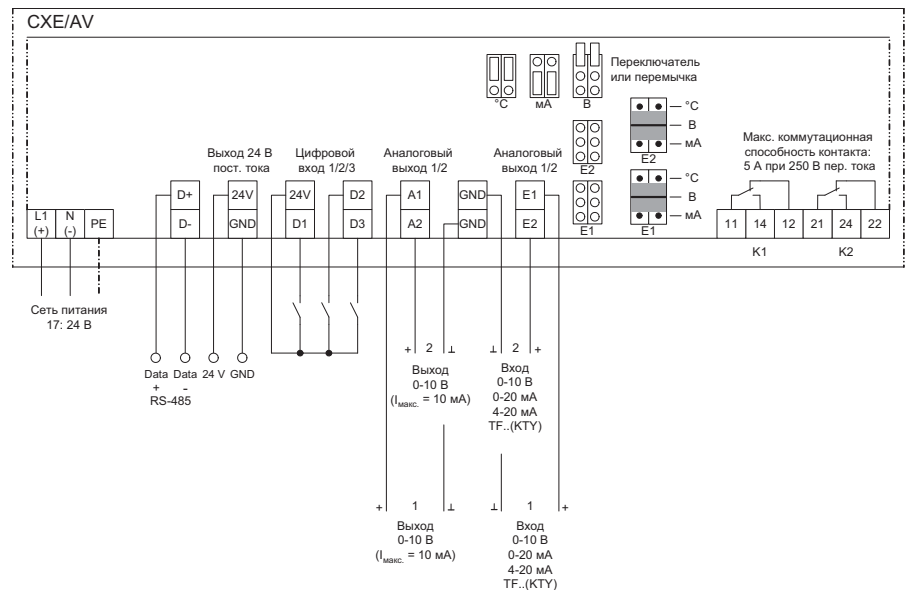 CXE/AV
Переключатель
или перемычка
°C
мА
В
°C
В
мА
E2
E2
Макс. коммутационная
способность контакта:
5 А при 250 В пер. тока
Выход 24 В
пост. тока
Цифровой
вход 1/2/3
Аналоговый
выход 1/2
Аналоговый
выход 1/2
°C
В
мА
E1
E1
L1
(+)
N
(-)
PE
D+
D-
24V
GND
24V
D1
D2
D3
A1
A2
GND
GND
E1
E2
11
14
12
21
24
22
K1
K2
Сеть питания
17: 24 В
Data
+
Data
-
24 V
GND
RS-485
+ 2 ⊥
Выход
0-10 В
(Iмакс. = 10 мА)
⊥ 2 +
Вход
0-10 В
0-20 мА
4-20 мА
TF..(KTY)
+ 1 ⊥
Выход
0-10 В
(Iмакс. = 10 мА)
⊥ 1 +
Вход
0-10 В
0-20 мА
4-20 мА
TF..(KTY)